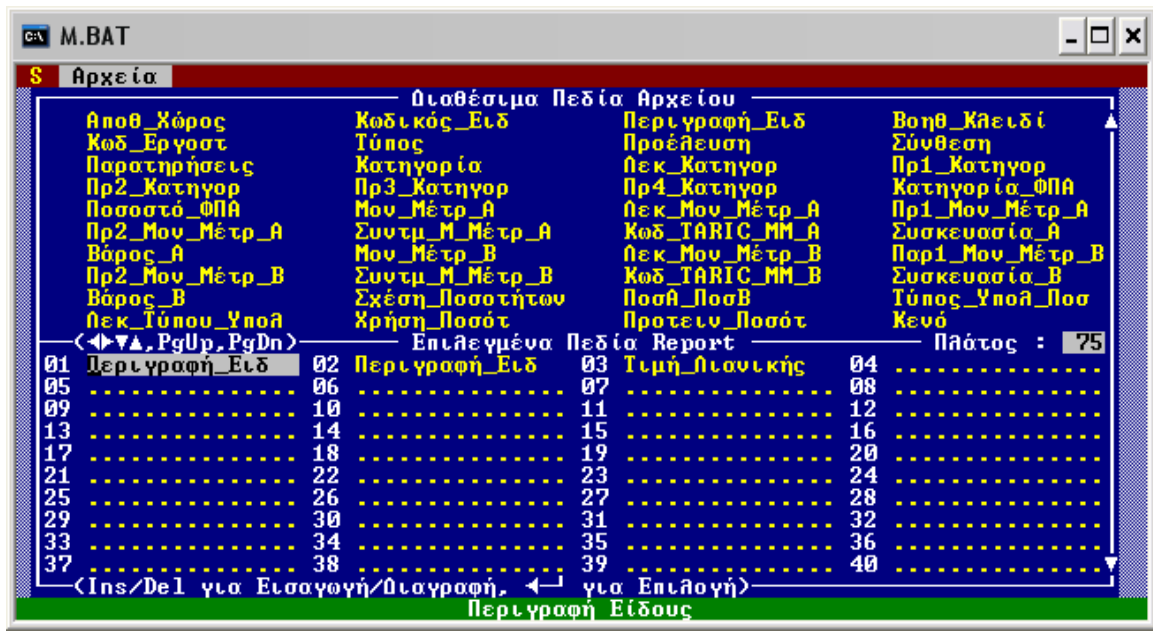 M.BAT
S Αρχεία
Διαθέσιμα Πεδία Αρχείου
Αποθ_Χώρος Κωδικός_Ειδ Περιγραφή_Ειδ Βοηθ_Κλειδί
Κωδ_Εργοστ Τύπος Προέλευση Σύνθεση
Παρατηρήσεις Κατηγορία Λεκ_Κατηγορ Πρ1_Κατηγορ
Πρ2_Κατηγορ Πρ3_Κατηγορ Πρ4_Κατηγορ Κατηγορία_ΦΠΑ
Ποσοστό_ΦΠΑ Μον_Μέτρ_Α Λεκ_Μον_Μέτρ_Α Πρ1_Μον_Μέτρ_Α
Πρ2_Μον_Μέτρ_Α Συντμ_Μ_Μέτρ_Α Κωδ_TARIC_MM_A Συσκευασία_Α
Βάρος_Α Μον_Μέτρ_Β Λεκ_Μον_Μέτρ_Β Παρ1_Μον_Μέτρ_Β
Πρ2_Μον_Μέτρ_Β Συντμ_Μ_Μέτρ_Β Κωδ_TARIC_MM_B Συσκευασία_Β
Βάρος_Β Σχέση_Ποσοτήτων ΠοσΑ_ΠοσΒ Τύπος_Υπολ_Ποσ
Λεκ_Τύπου_Υπολ Χρήση_Ποσότ Προτειν_Ποσότ Κενό
(◄►▼▲,PgUp,PgDn) Επιλεγμένα Πεδία Report Πλάτος : 75
01 Περιγραφή_Ειδ 02 Περιγραφή_Ειδ 03 Τιμή_Λιανικής 04 ...............
05 ............... 06 ............... 07 ............... 08 ...............
09 ............... 10 ............... 11 ............... 12 ...............
13 ............... 14 ............... 15 ............... 16 ...............
17 ............... 18 ............... 19 ............... 20 ...............
21 ............... 22 ............... 23 ............... 24 ...............
25 ............... 26 ............... 27 ............... 28 ...............
29 ............... 30 ............... 31 ............... 32 ...............
33 ............... 34 ............... 35 ............... 36 ...............
37 ............... 38 ............... 39 ............... 40 ...............
(Ins/Del για Εισαγωγή/Διαγραφή, ◄─┘ για Επιλογή)
Περιγραφή Είδους